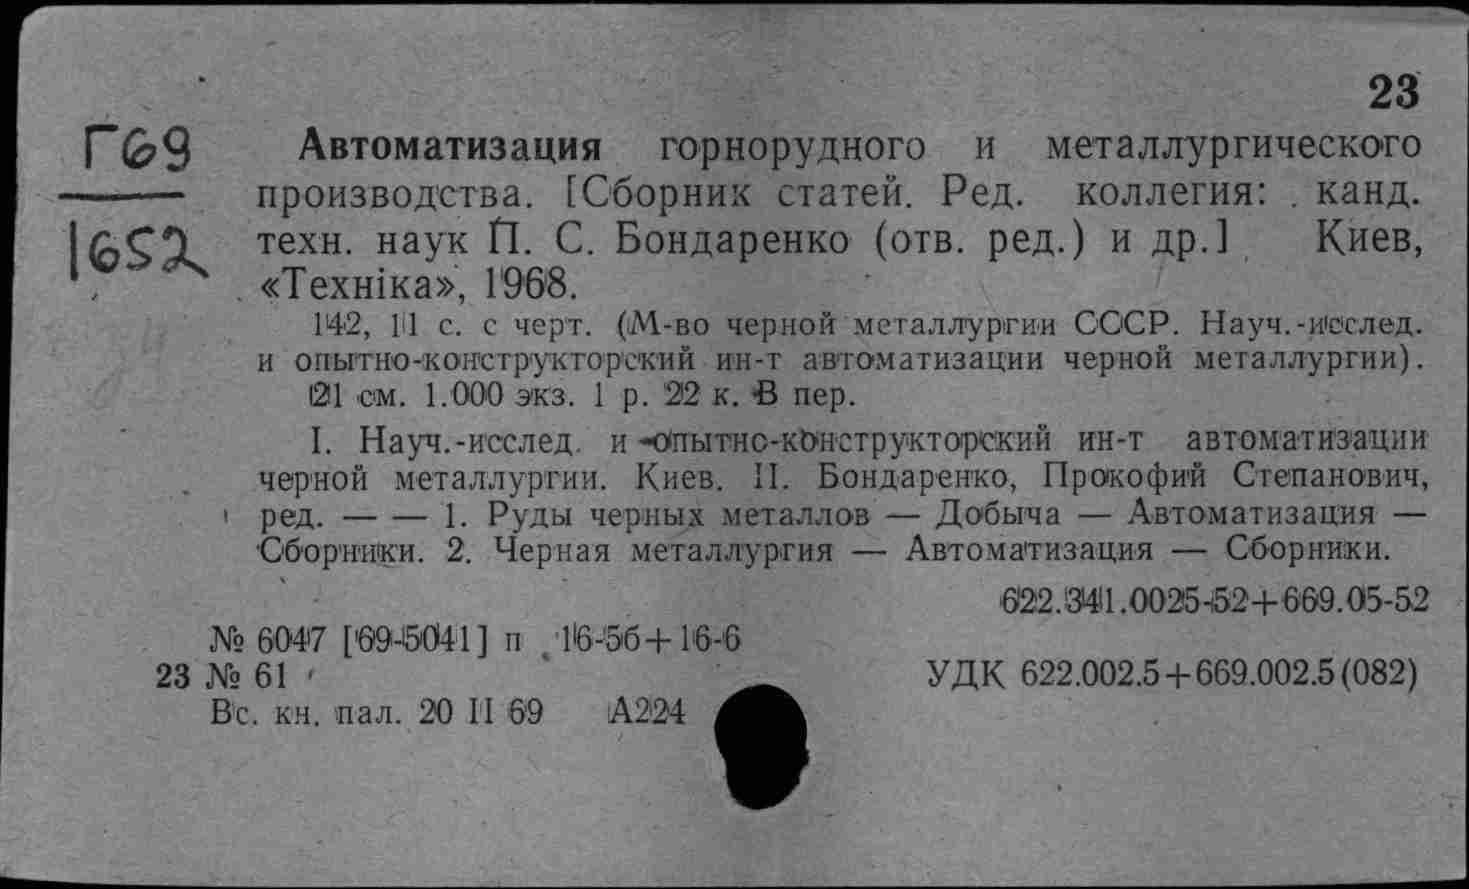 23
Г69
1652
Автоматизация горнорудного и металлургического
производства. [Сборник статей. Ред. коллегия: канд.
техн. наук П. С. Бондаренко (отв. ред.) и др.] Киев,
«Технiка», 1968.
142, 11 с. с черт. (М-во черной металлургии СССР. Науч.-исслед.
и опытно-конструкторский ин-т автоматизации черной металлургии).
21 см. 1.000 экз. 1 р. 22 к. В пер.
I. Науч.-исслед. и опытно-конструкторский ин-т автоматизации
черной металлургии. Киев. II. Бондаренко, Прокофий Степанович,
ред. — — 1. Руды черных металлов — Добыча — Автоматизация —
Сборники. 2. Черная металлургия — Автоматизация — Сборники.
622.341.0025-52+669.05-52
№ 6047 [69-5041] п 16-5б+16-6
23 № 61 УДК 622.002.5+669.002.5(082)
Вс. кн. пал. 20 II 69 А224